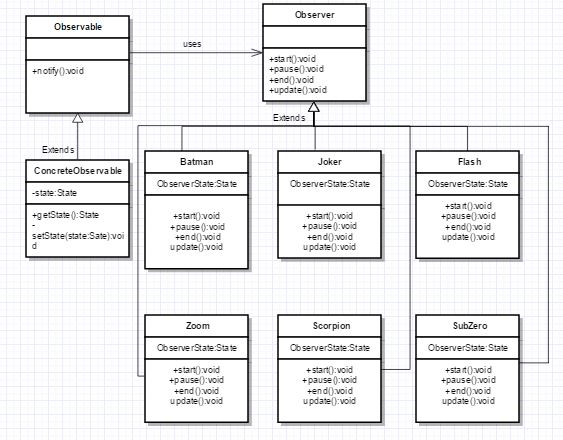 Observable
+notify():void
uses
Observer
+start():void
+pause():void
+end():void
+update():void
Extends
Extends
ConcreteObservable
-state:State
+getState():State
-
setState(state:Sate):voi
d
Batman
ObserverState:State
+start():void
+pause():void
+end():void
update():void
Joker
ObserverState:State
+start():void
+pause():void
+end():void
update():void
Flash
ObserverState:State
+start():void
+pause():void
+end():void
update():void
Zoom
ObserverState:State
+start():void
+pause():void
+end():void
update():void
Scorpion
ObserverState:State
+start():void
+pause():void
+end():void
update():void
SubZero
ObserverState:State
+start():void
+pause():void
+end():void
update():void